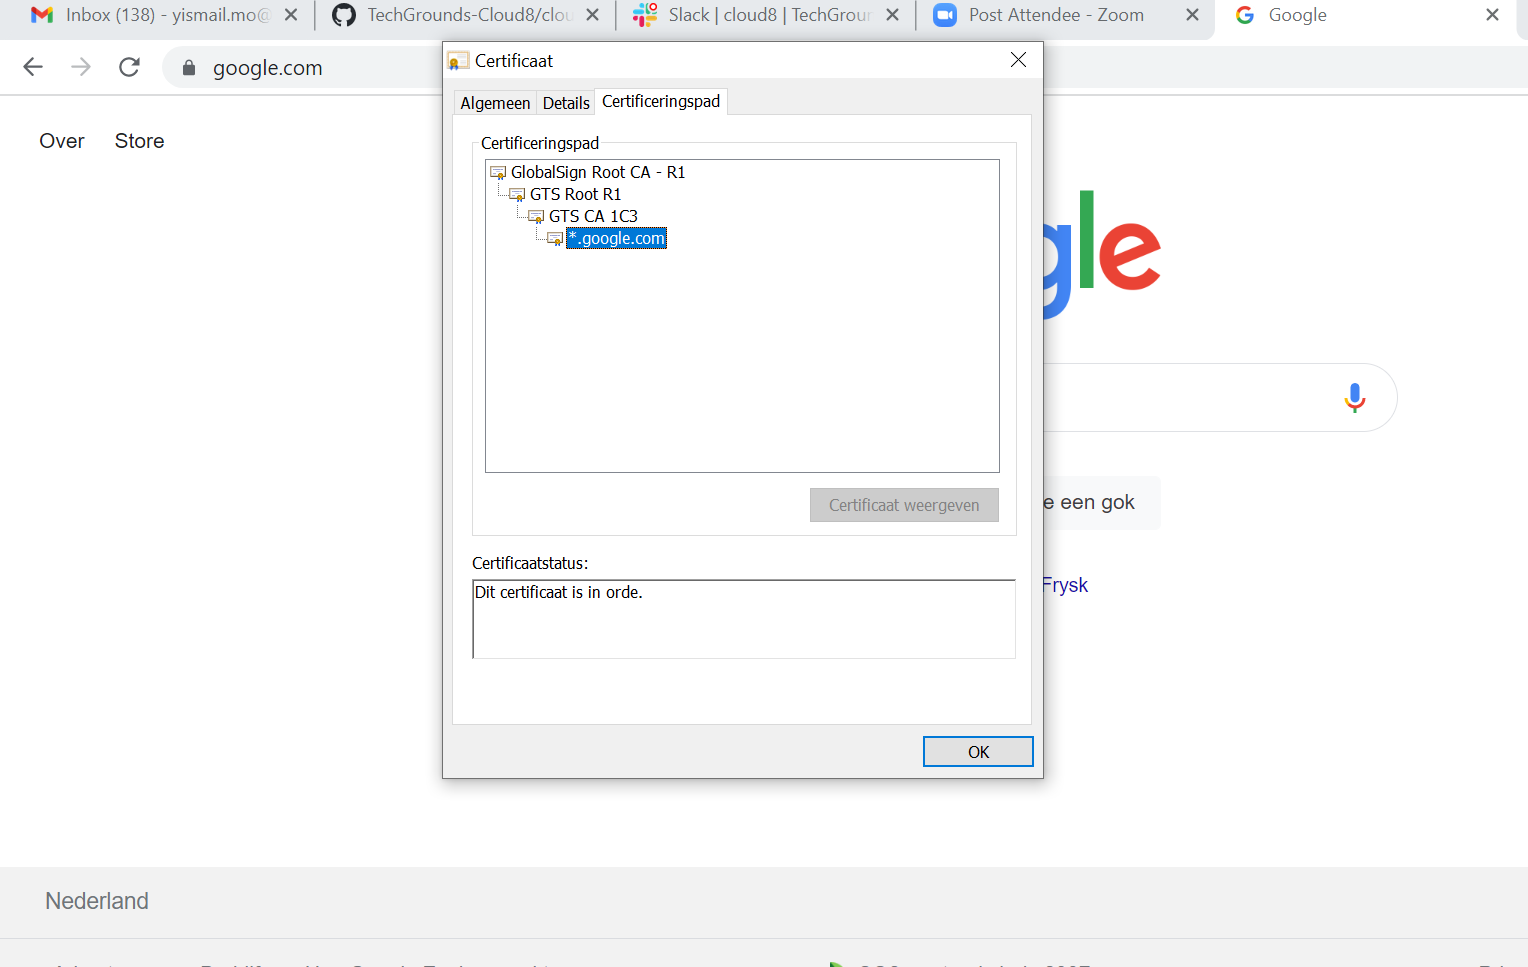 Inbox (138) - yismail.mo@
TechGrounds-Cloud8/clou
Slack | cloud8 | TechGroun
Post Attendee - Zoom
Google
google.com
Certificaat
Algemeen
Details
Certificeringspad
Over
Store
Certificeringspad
GlobalSign Root CA - R1
GTS Root R1
GTS CA 1C3
*.google.com
gle
Certificaat weergeven
e een gok
Certificaatstatus:
Frysk
Dit certificaat is in orde.
OK
Nederland